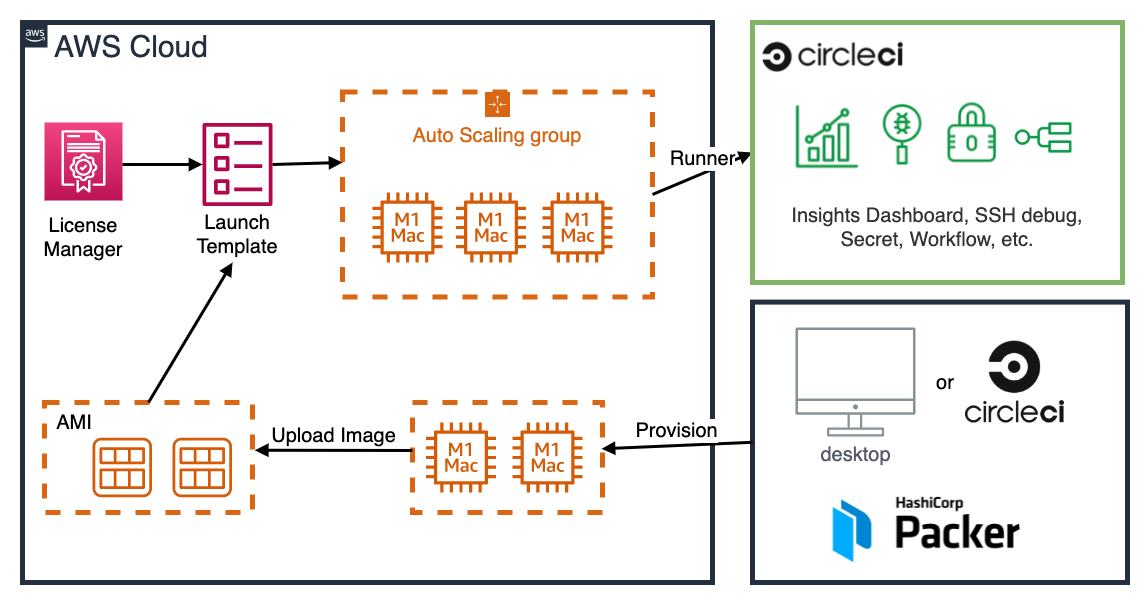 aws
AWS Cloud
License
Manager
Launch
Template
Auto Scaling group
M1
Mac
M1
Mac
M1
Mac
Runner
circleci
Insights Dashboard, SSH debug,
Secret, Workflow, etc.
AMI
Upload Image
M1
Mac
M1
Mac
Provision
desktop
or
circleci
HashiCorp
Packer